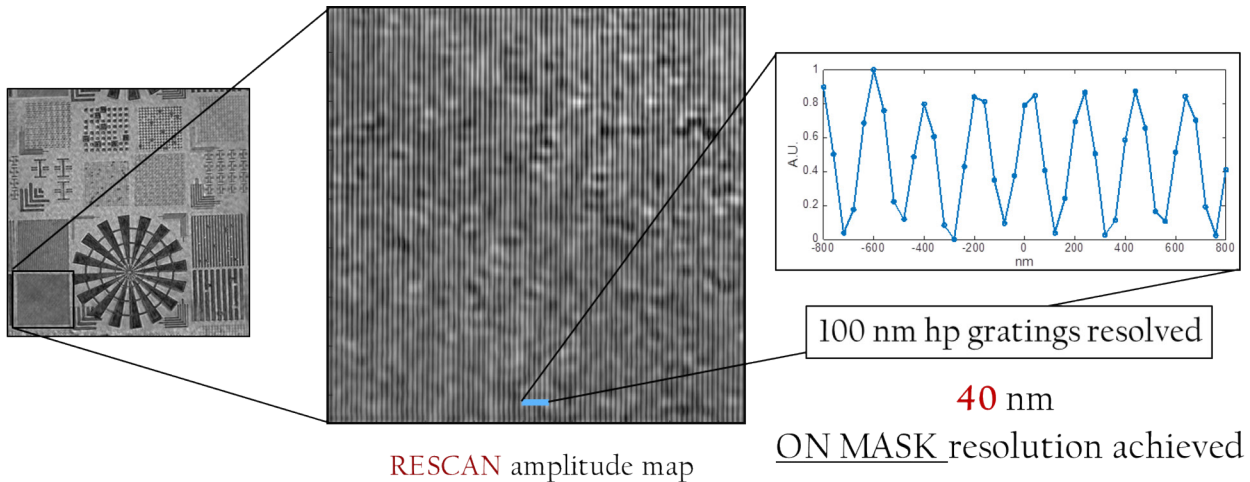 1
0.8
0.6
0.4
0.2
0
A.U.
-800 -600 -400 -200 0 200 400 600 800
nm
100 nm hp gratings resolved
40 nm
ON MASK resolution achieved
RESCAN amplitude map